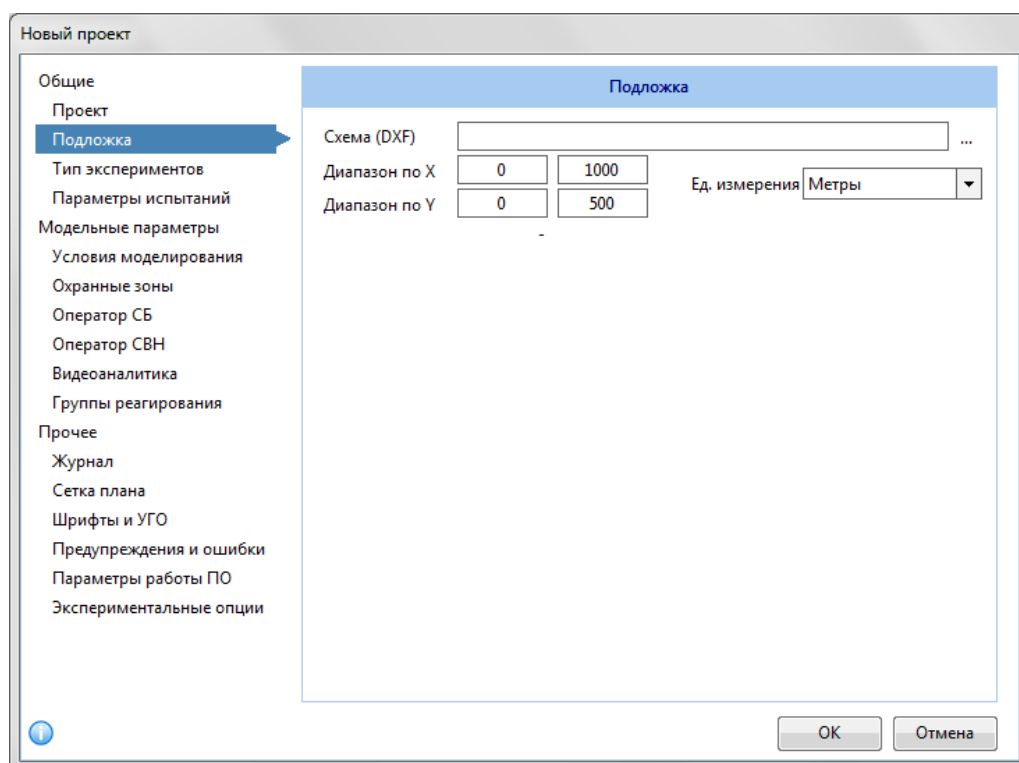 Новый проект
Общие
Проект
Подложка
Тип экспериментов
Параметры испытаний
Модельные параметры
Условия моделирования
Охранные зоны
Оператор СБ
Оператор СВН
Видеоаналитика
Группы реагирования
Прочее
Журнал
Сетка плана
Шрифты и УГО
Предупреждения и ошибки
Параметры работы ПО
Экспериментальные опции
Подложка
Схема (DXF) ...
Диапазон по X 0 1000
Ед. измерения Метры
Диапазон по Y 0 500
-
OK Отмена